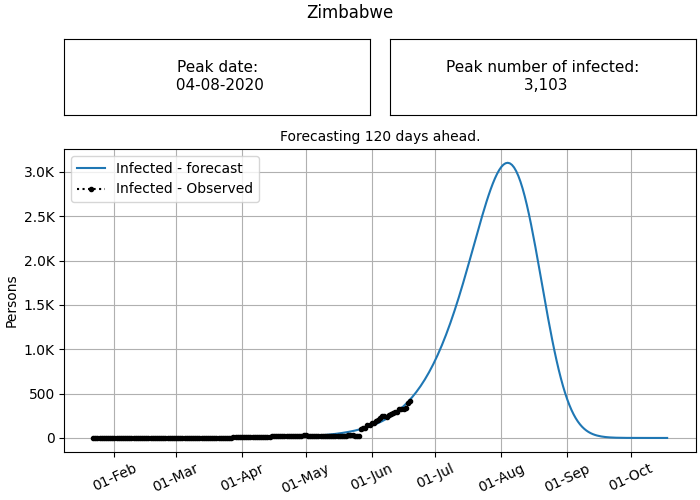 Zimbabwe
Peak date:
04-08-2020
Peak number of infected:
3,103
Forecasting 120 days ahead.
Infected - forecast
Infected - Observed
3.0K
2.5K
2.0K
1.5K
1.0K
500
0
Persons
01-Feb
01-Mar
01-Apr
01-May
01-Jun
01-Jul
01-Aug
01-Sep
01-Oct